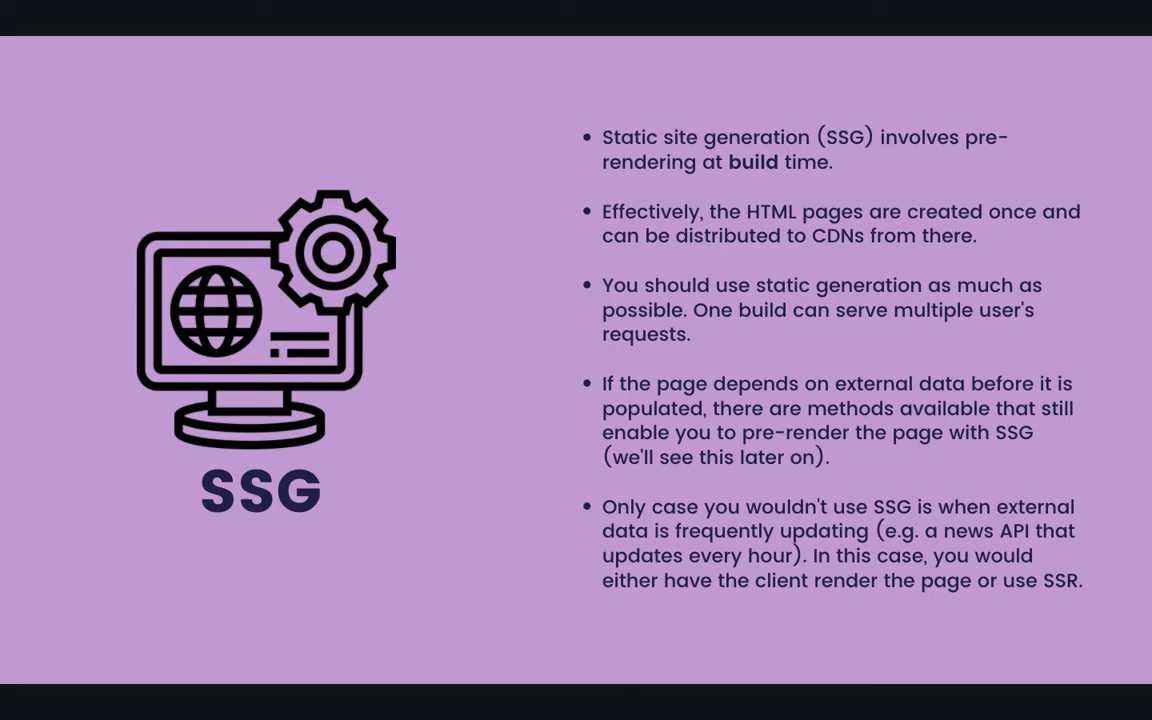 SSG
• Static site generation (SSG) involves pre-
rendering at build time.
• Effectively, the HTML pages are created once and
can be distributed to CDNs from there.
• You should use static generation as much as
possible. One build can serve multiple user's
requests.
• If the page depends on external data before it is
populated, there are methods available that still
enable you to pre-render the page with SSG
(we'll see this later on).
• Only case you wouldn't use SSG is when external
data is frequently updating (e.g. a news API that
updates every hour). In this case, you would
either have the client render the page or use SSR.